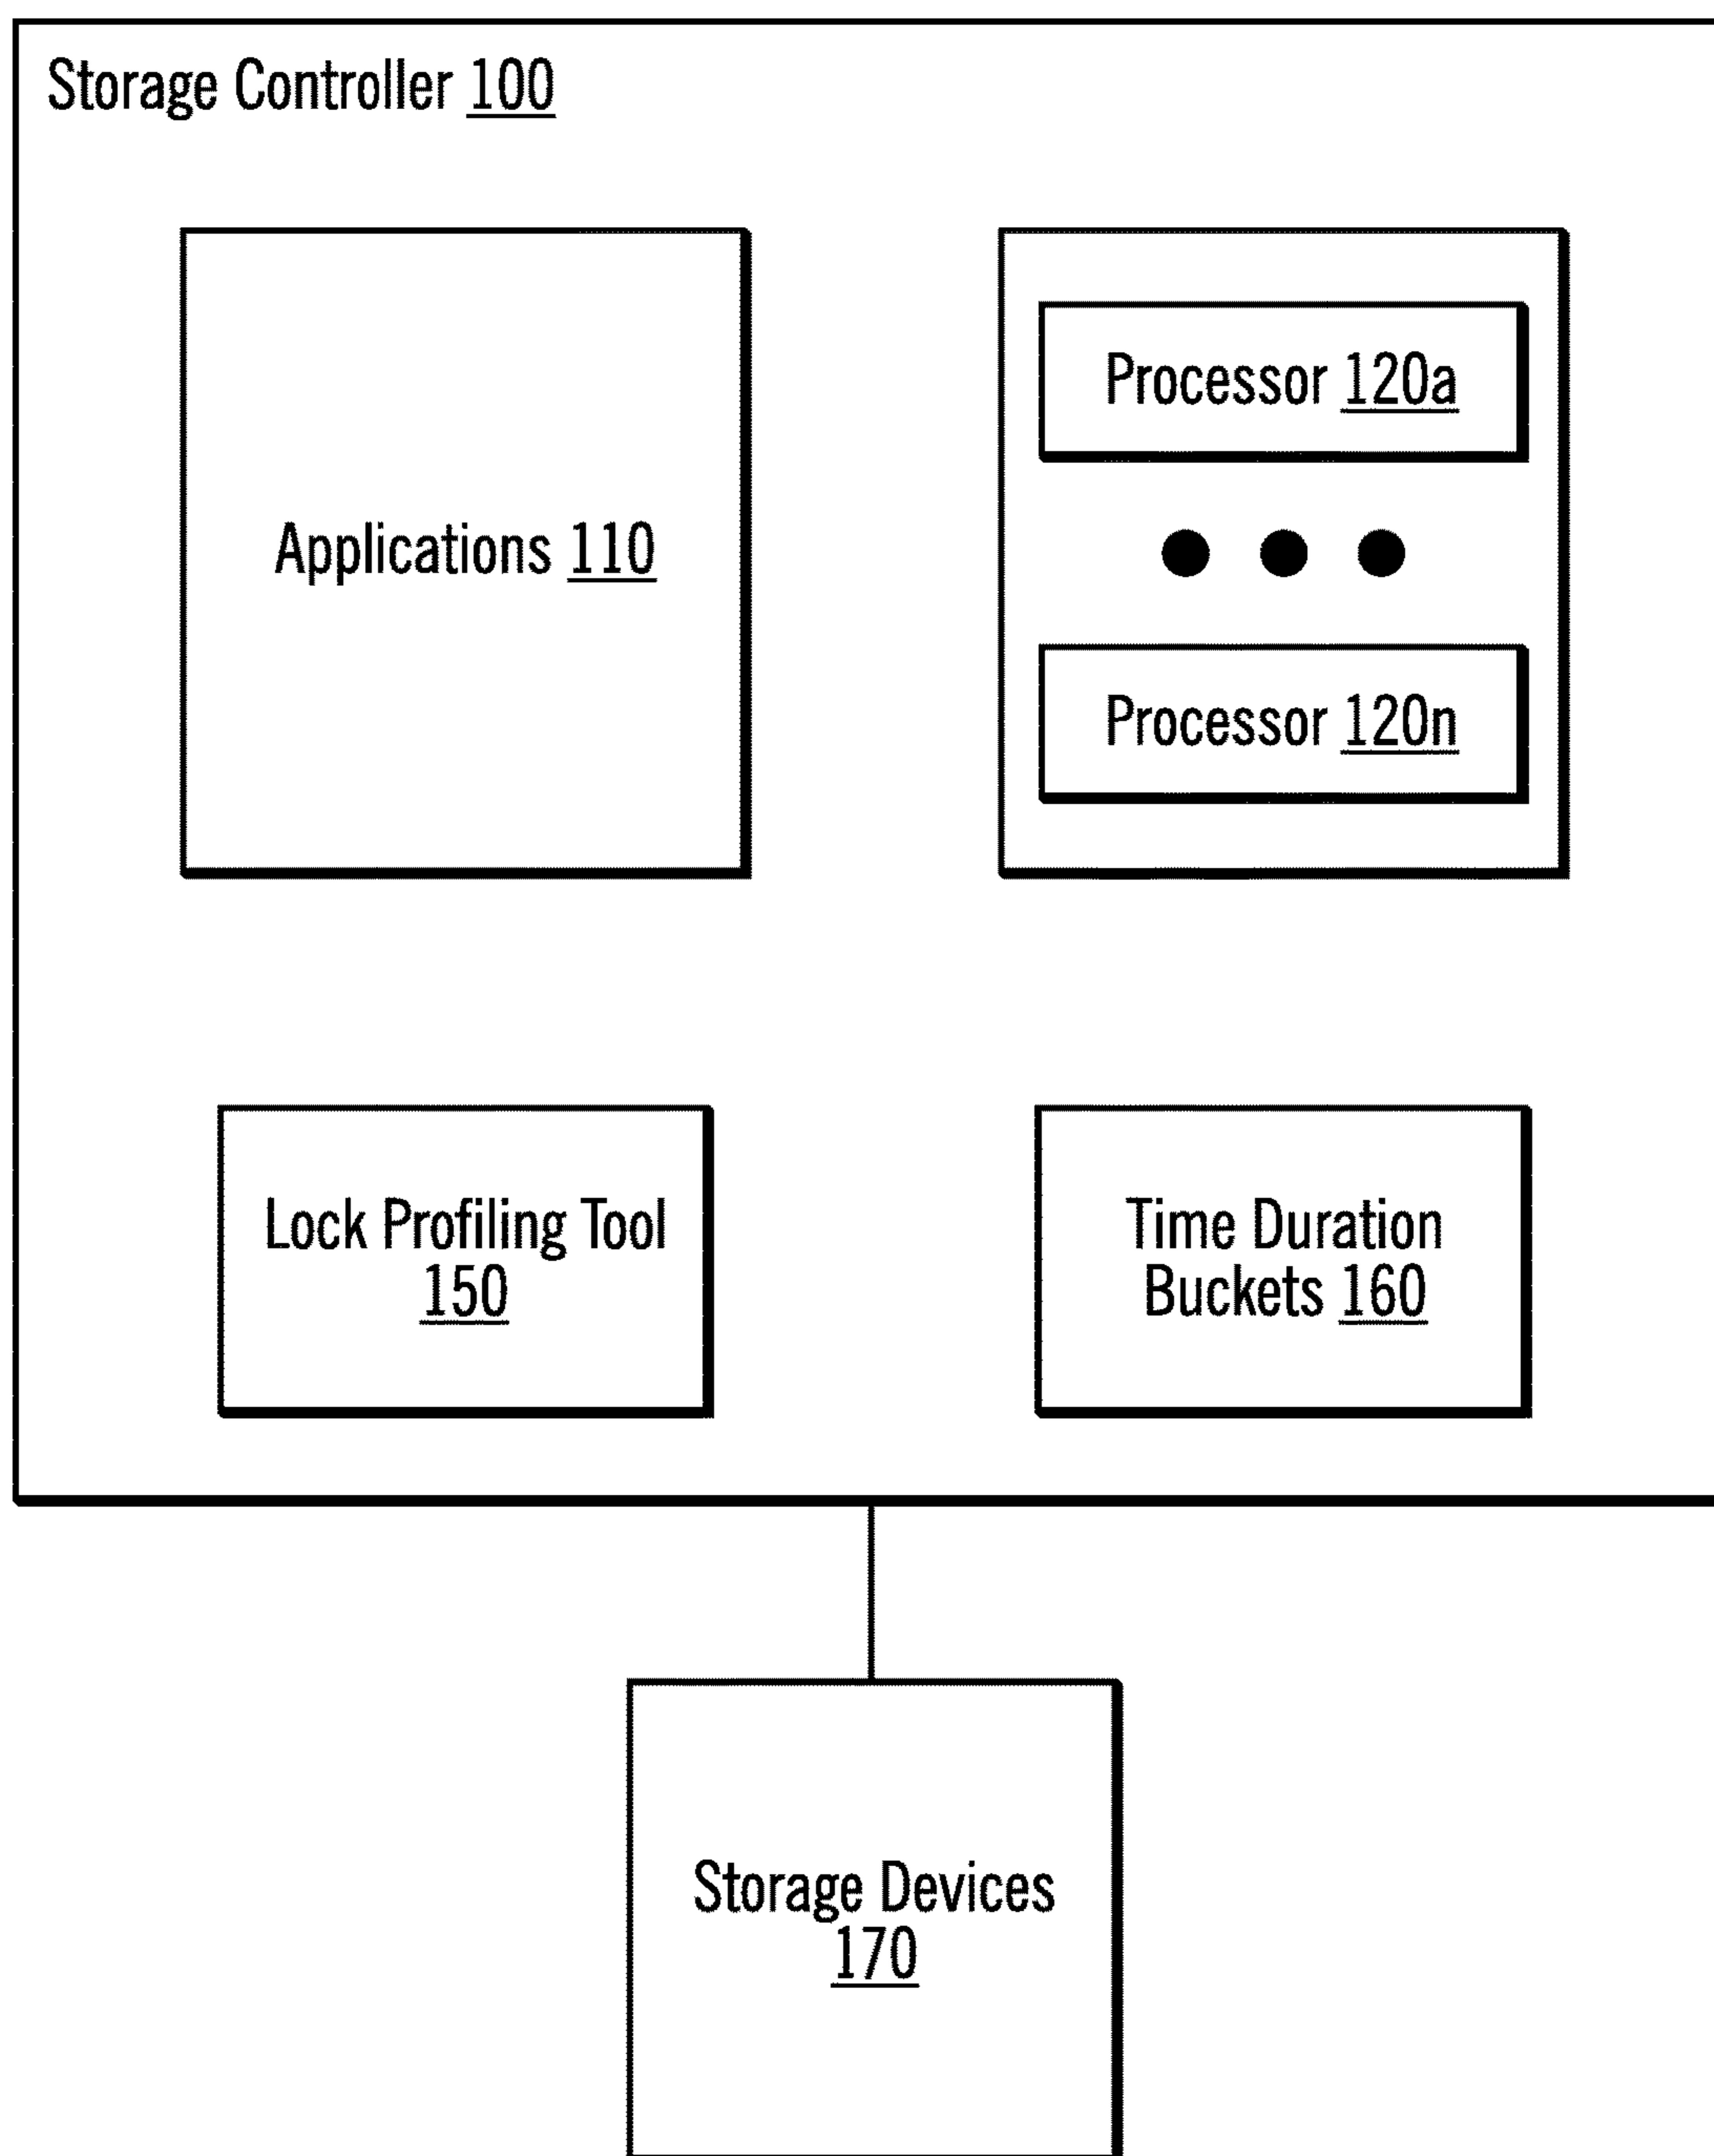 Storage Controller 100
Applications 110
Processor 120a
Processor 120n
Lock Profiling Tool
150
Time Duration
Buckets 160
Storage Devices
170